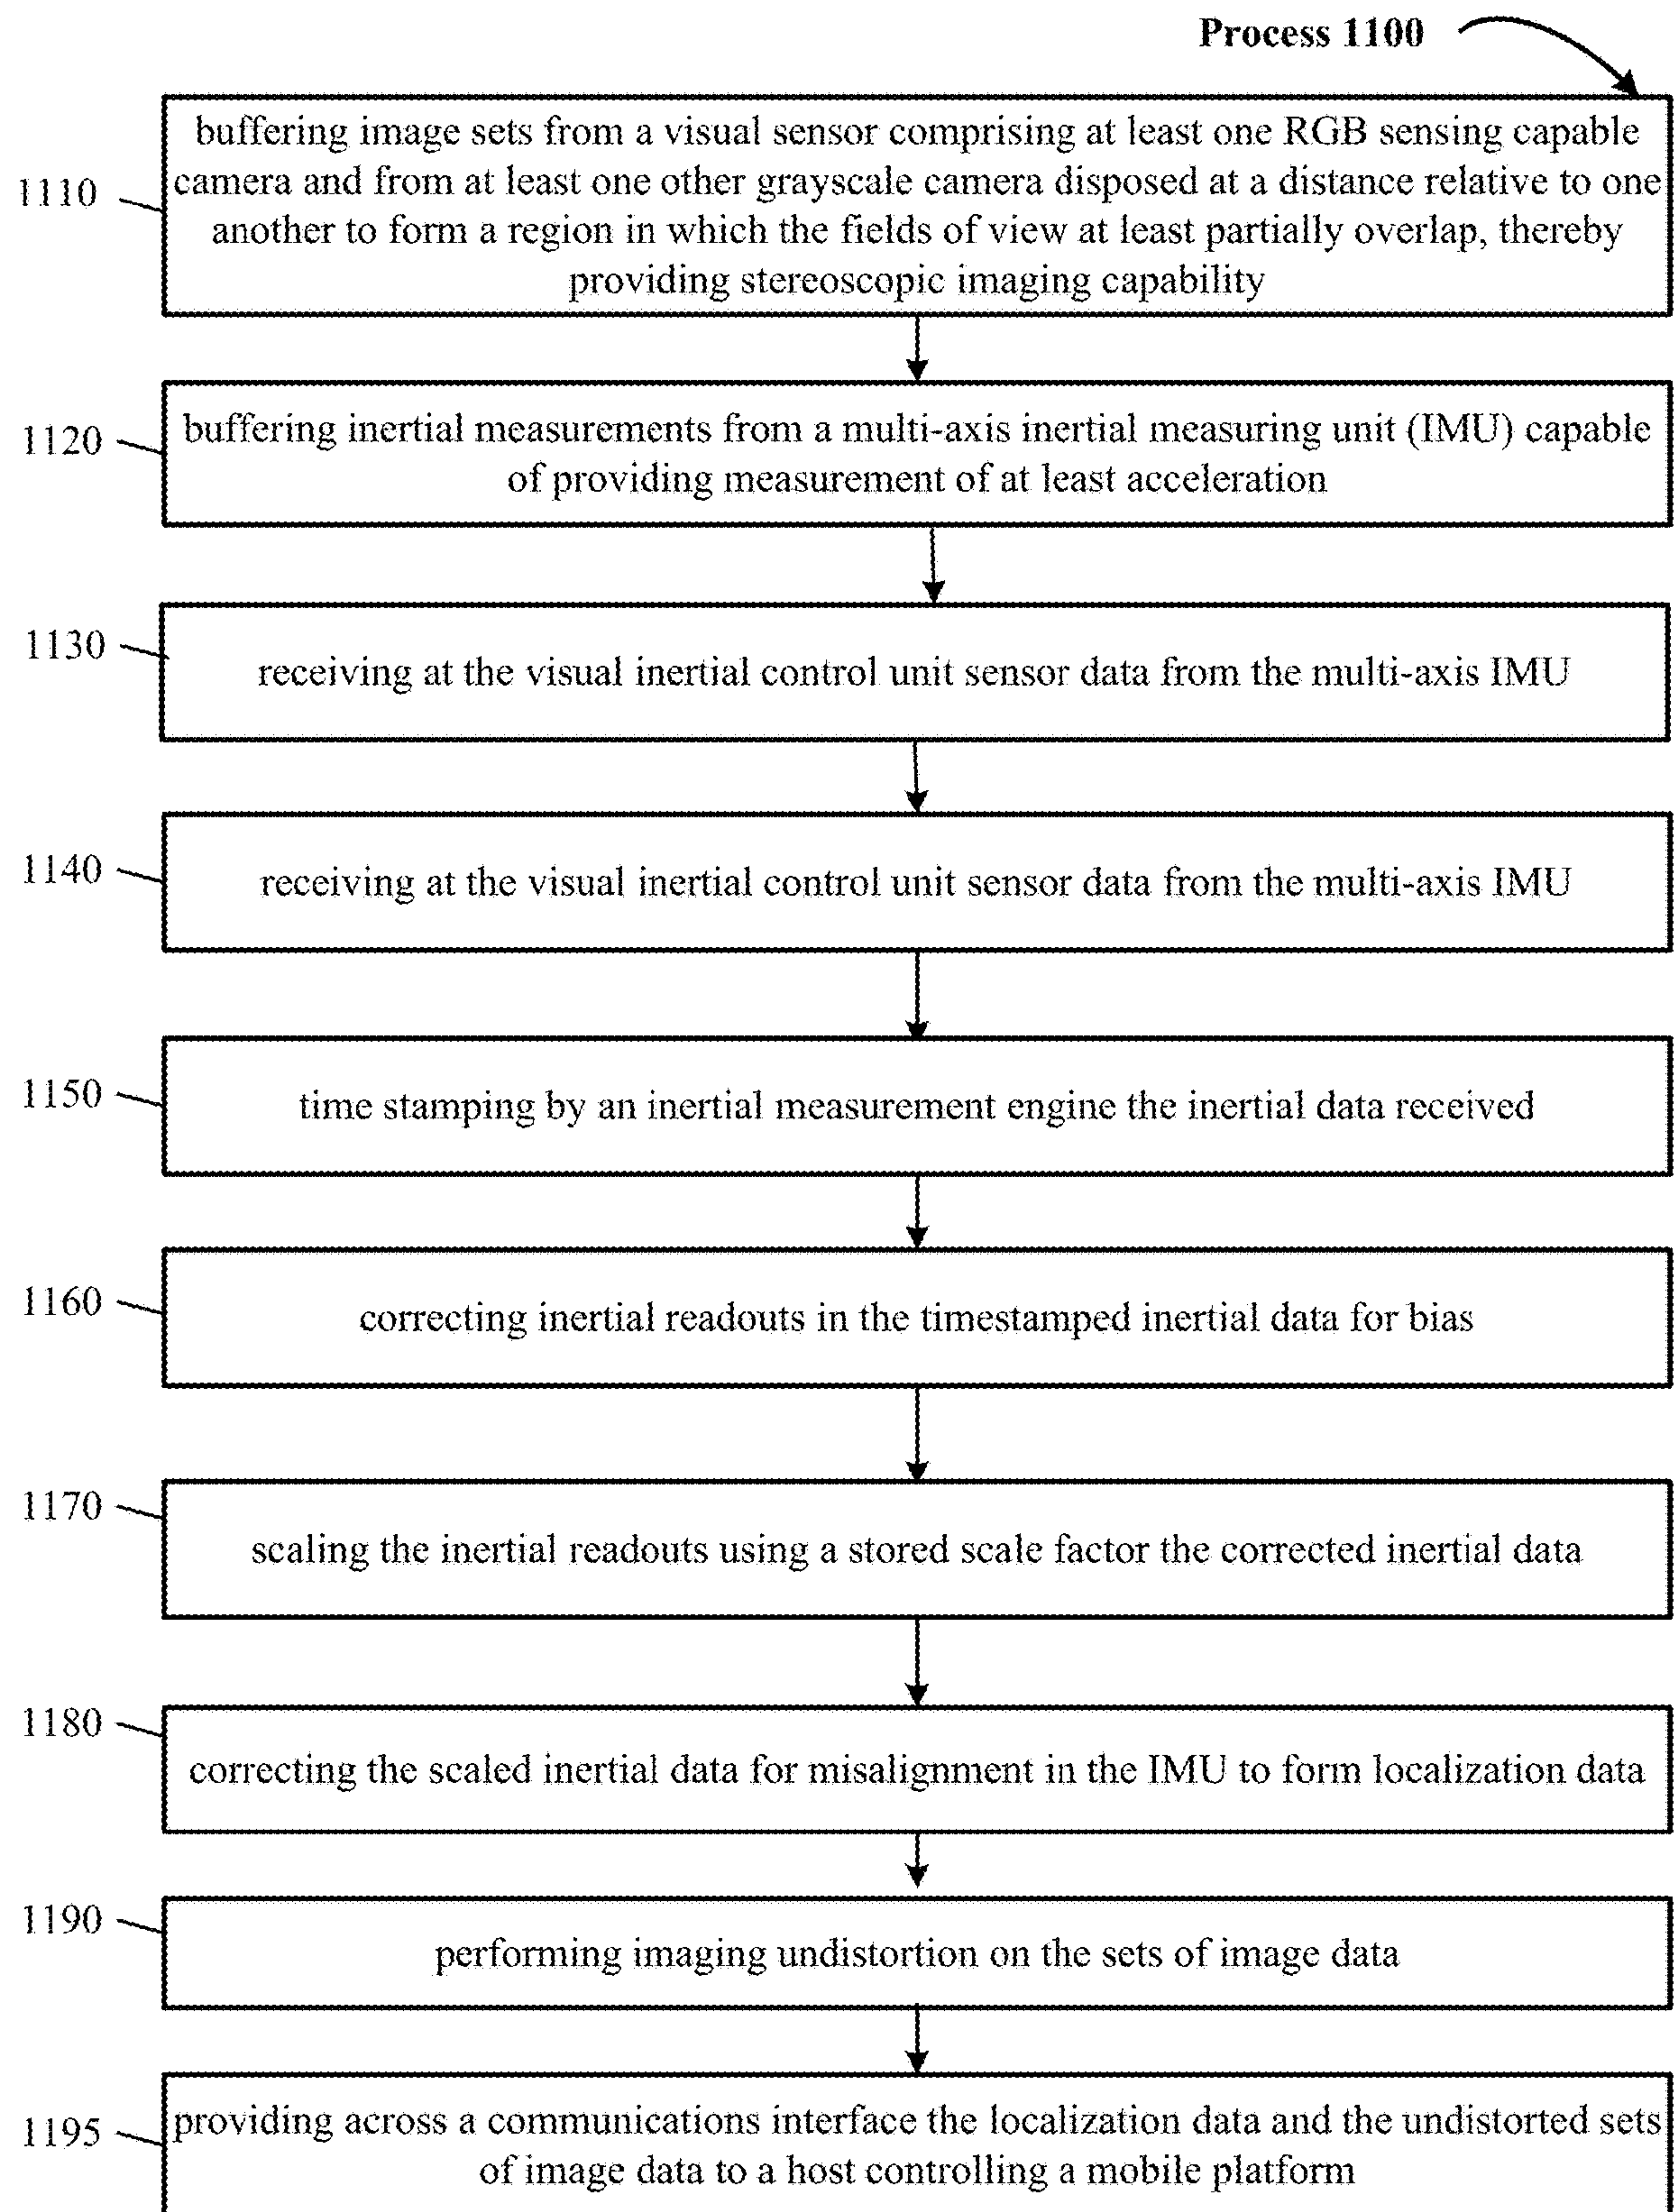 Process 1100
1110
buffering image sets from a visual sensor comprising at least one RGB sensing capable
camera and from at least one other grayscale camera disposed at a distance relative to one
another to form a region in which the fields of view at least partially overlap, thereby
providing stereoscopic imaging capability
1120
buffering inertial measurements from a multi-axis inertial measuring unit (IMU) capable
of providing measurement of at least acceleration
1130
receiving at the visual inertial control unit sensor data from the multi-axis IMU
1140
receiving at the visual inertial control unit sensor data from the multi-axis IMU
1150
time stamping by an inertial measurement engine the inertial data received
1160
correcting inertial readouts in the timestamped inertial data for bias
1170
scaling the inertial readouts using a stored scale factor the corrected inertial data
1180
correcting the scaled inertial data for misalignment in the IMU to form localization data
1190
performing imaging undistortion on the sets of image data
1195
providing across a communications interface the localization data and the undistorted sets
of image data to a host controlling a mobile platform